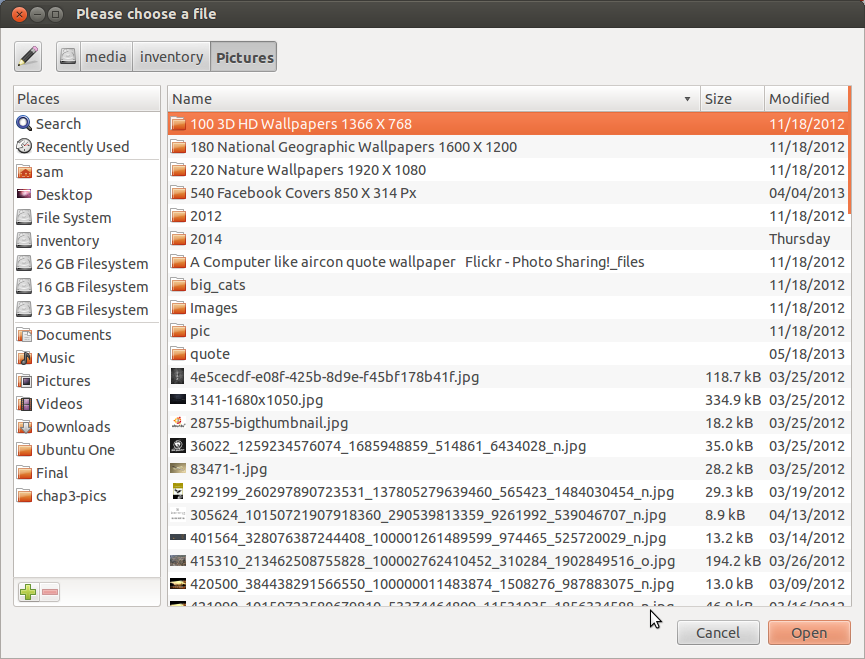 Please choose a file
media inventory Pictures
Places
Search
Recently Used
sam
Desktop
File System
inventory
26 GB Filesystem
16 GB Filesystem
73 GB Filesystem
Documents
Music
Pictures
Videos
Downloads
Ubuntu One
Final
chap3-pics
Name Size Modified
100 3D HD Wallpapers 1366 X 768 11/18/2012
180 National Geographic Wallpapers 1600 X 1200 11/18/2012
220 Nature Wallpapers 1920 X 1080 11/18/2012
540 Facebook Covers 850 X 314 Px 04/04/2013
2012 11/18/2012
2014 Thursday
A Computer like aircon quote wallpaper Flickr - Photo Sharing!_files 11/18/2012
big_cats 11/18/2012
Images 11/18/2012
pic 11/18/2012
quote 05/18/2013
4e5cecdf-e08f-425b-8d9e-f45bf178b41f.jpg 118.7 kB 03/25/2012
3141-1680x1050.jpg 334.9 kB 03/25/2012
28755-bigthumbnail.jpg 18.2 kB 03/25/2012
36022_1259234576074_1685948859_514861_6434028_n.jpg 35.0 kB 03/25/2012
83471-1.jpg 28.2 kB 03/25/2012
292199_260297890723531_137805279639460_565423_1484030454_n.jpg 29.3 kB 03/19/2012
305624_10150721907918360_290539813359_9261992_539046707_n.jpg 8.9 kB 04/13/2012
401564_328076387244408_100001261489599_974465_525720029_n.jpg 13.2 kB 03/14/2012
415310_213462508755828_100002762410452_310284_1902849516_o.jpg 194.2 kB 03/26/2012
420500_384438291566550_100000011483874_1508276_987883075_n.jpg 13.0 kB 03/09/2012
Cancel Open